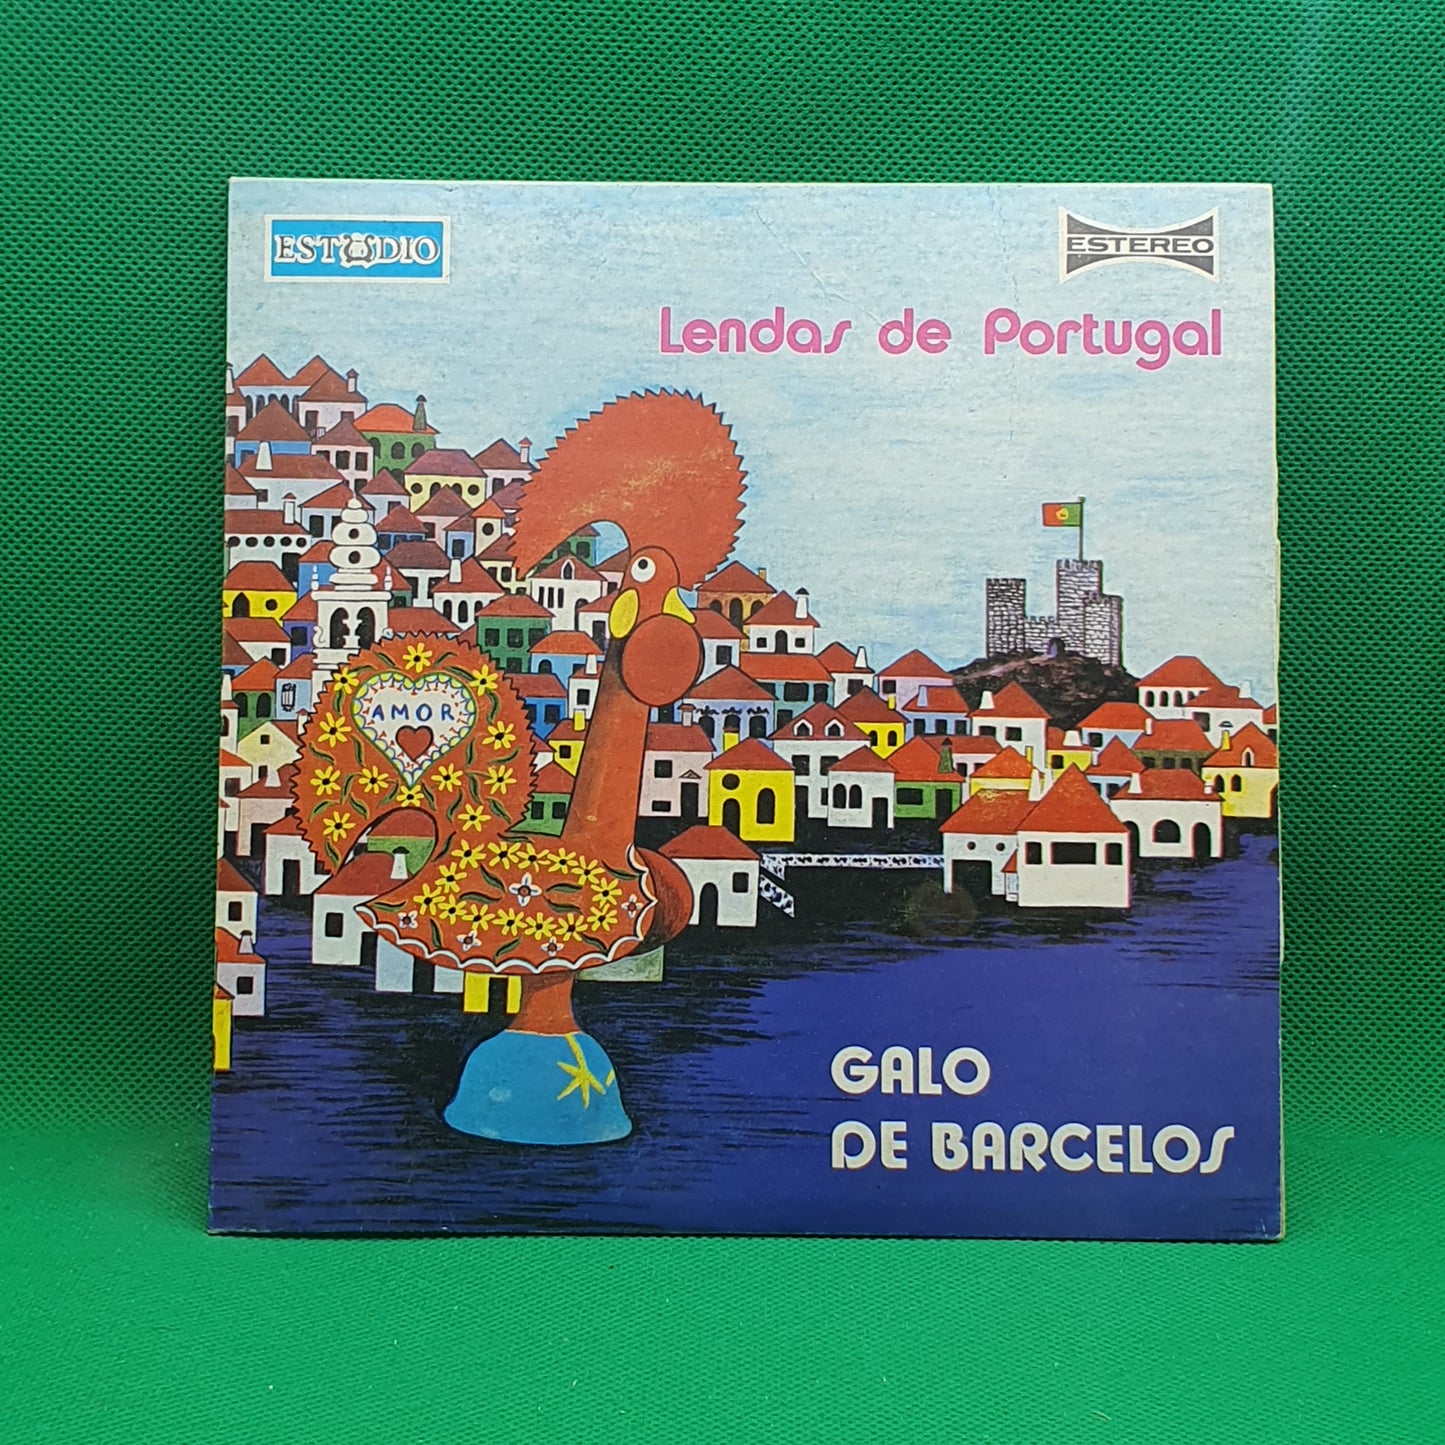 ESTÚDIO
ESTEREO
Lendas de Portugal
AMOR
GALO
DE BARCELOS